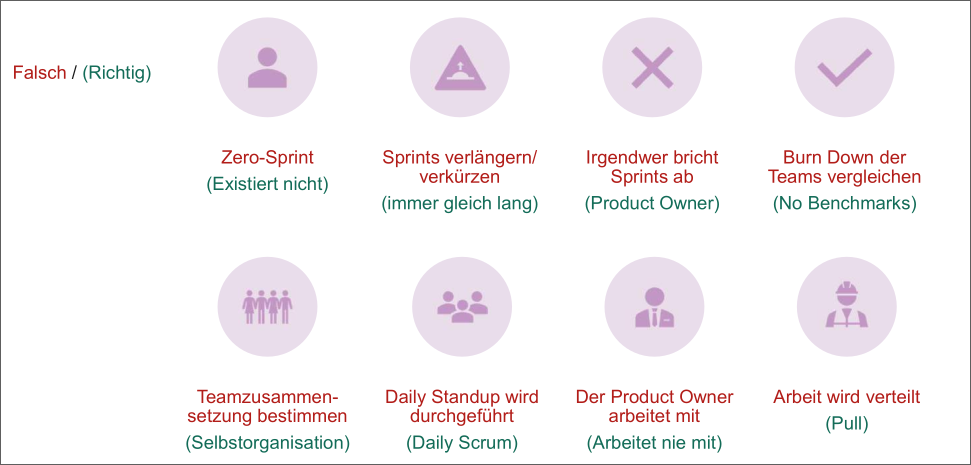 Falsch / (Richtig)
Zero-Sprint
(Existiert nicht)
Sprints verlängern/
verkürzen
(immer gleich lang)
Irgendwer bricht
Sprints ab
(Product Owner)
Burn Down der
Teams vergleichen
(No Benchmarks)
Teamzusammen-
setzung bestimmen
(Selbstorganisation)
Daily Standup wird
durchgeführt
(Daily Scrum)
Der Product Owner
arbeitet mit
(Arbeitet nie mit)
Arbeit wird verteilt
(Pull)